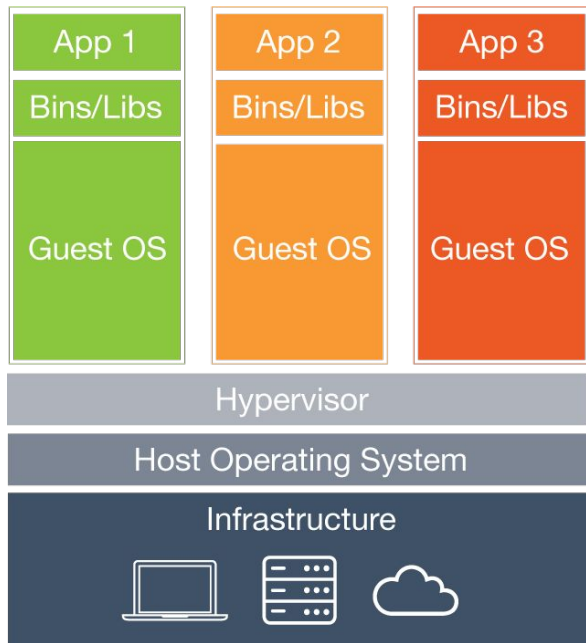 App 1
App 2
App 3
Bins/Libs
Bins/Libs
Bins/Libs
Guest OS
Guest OS
Guest OS
Hypervisor
Host Operating System
Infrastructure